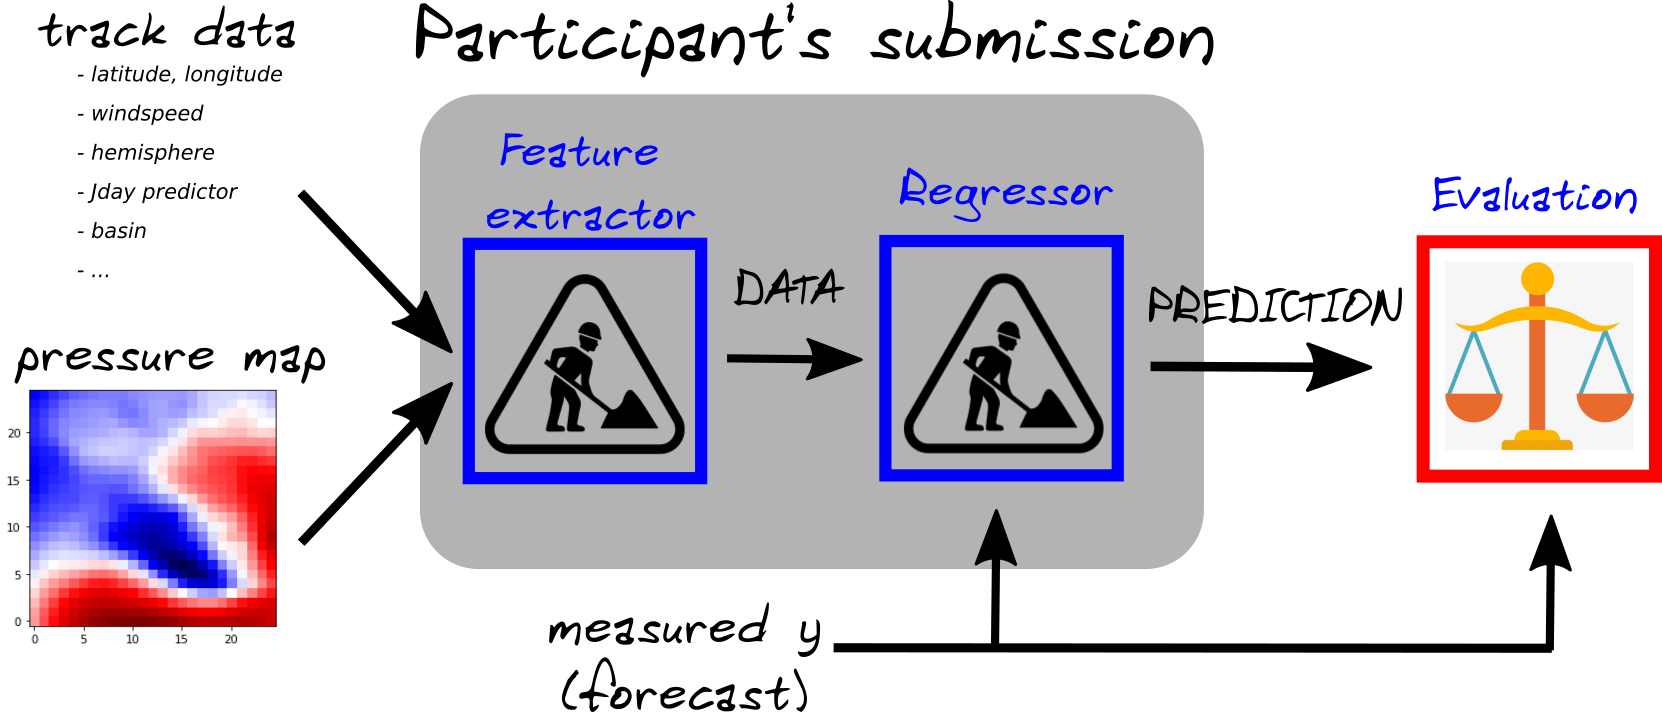 track data
- latitude, longitude
- windspeed
- hemisphere
- Jday predictor
- basin
- ...
pressure map
20
15
10
5
0
0 5 10 15 20
Participant's submission
Feature
extractor
DATA
Regressor
PREDICTION
Evaluation
measured y
(forecast)